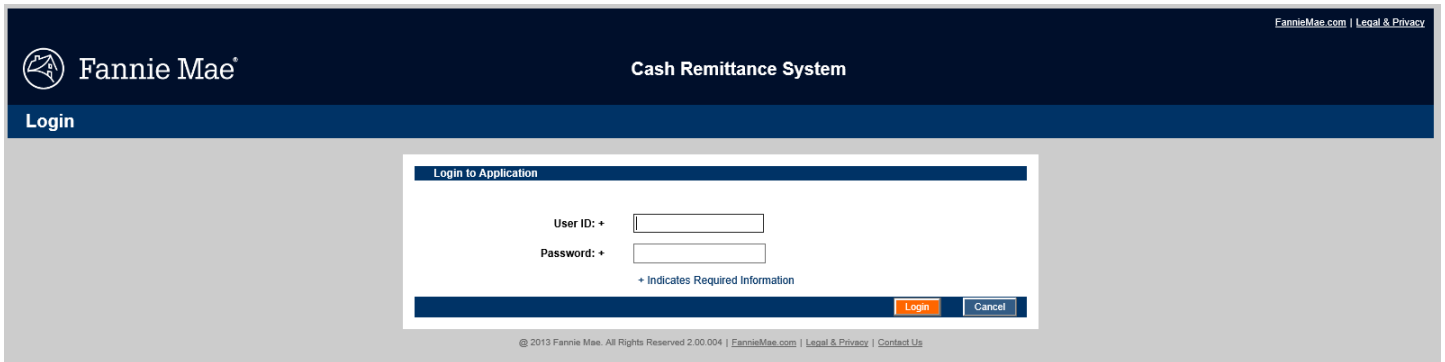 FannieMae.com | Legal & Privacy
Fannie Mae®
Cash Remittance System
Login
Login to Application
User ID: +
Password: +
+ Indicates Required Information
Login Cancel
@ 2013 Fannie Mae. All Rights Reserved 2.00.004 | FannieMae.com | Legal & Privacy | Contact Us